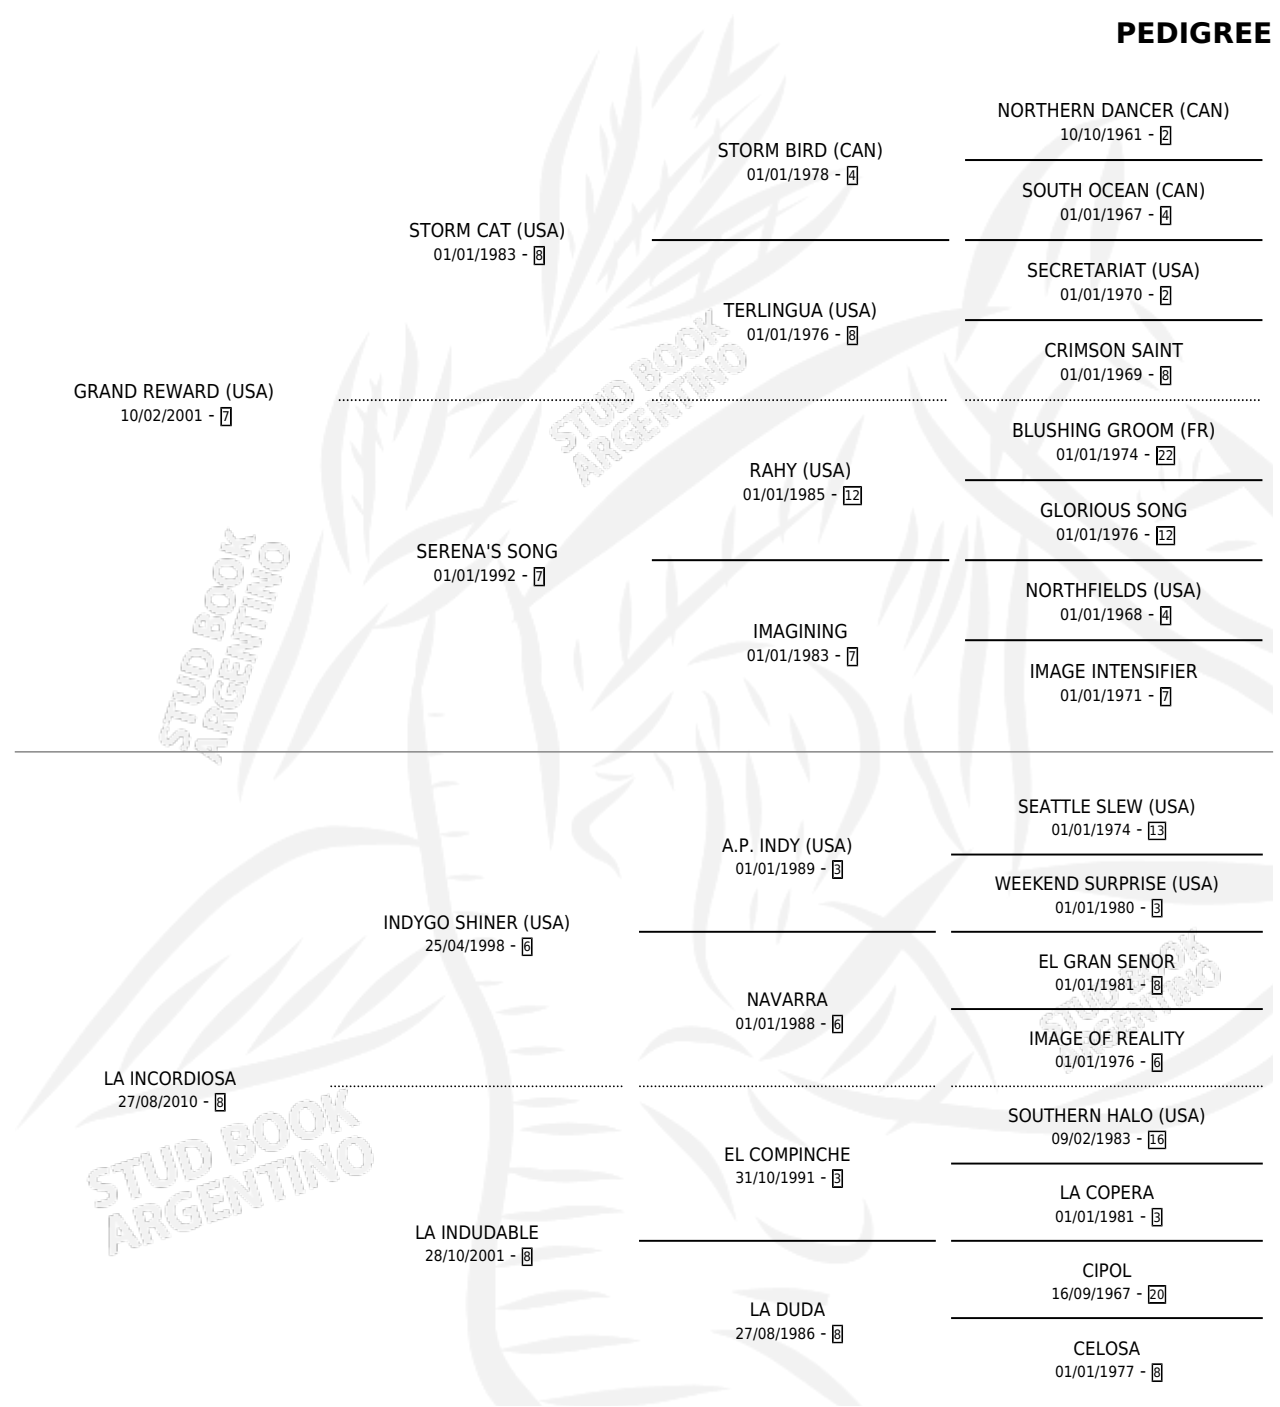 PEDIGREE
NORTHERN DANCER (CAN)
10/10/1961 - 2
STORM BIRD (CAN)
01/01/1978 - 4
SOUTH OCEAN (CAN)
01/01/1967 - 4
STORM CAT (USA)
01/01/1983 - 8
SECRETARIAT (USA)
01/01/1970 - 2
TERLINGUA (USA)
01/01/1976 - 8
CRIMSON SAINT
01/01/1969 - 8
GRAND REWARD (USA)
10/02/2001 - 7
BLUSHING GROOM (FR)
01/01/1974 - 22
RAHY (USA)
01/01/1985 - 12
GLORIOUS SONG
01/01/1976 - 12
SERENA'S SONG
01/01/1992 - 7
NORTHFIELDS (USA)
01/01/1968 - 4
IMAGINING
01/01/1983 - 7
IMAGE INTENSIFIER
01/01/1971 - 7
STUD BOOK
ARGENTINO
STUD BOOK
ARGENTINO
SEATTLE SLEW (USA)
01/01/1974 - 13
A.P. INDY (USA)
01/01/1989 - 3
WEEKEND SURPRISE (USA)
01/01/1980 - 3
INDYGO SHINER (USA)
25/04/1998 - 6
EL GRAN SENOR
01/01/1981 - 8
NAVARRA
01/01/1988 - 6
IMAGE OF REALITY
01/01/1976 - 6
LA INCORDIOSA
27/08/2010 - 8
SOUTHERN HALO (USA)
09/02/1983 - 16
EL COMPINCHE
31/10/1991 - 3
LA COPERA
01/01/1981 - 3
LA INDUDABLE
28/10/2001 - 8
CIPOL
16/09/1967 - 20
LA DUDA
27/08/1986 - 8
CELOSA
01/01/1977 - 8
STUD BOOK
ARGENTINO
STUD BOOK
ARGENTINO